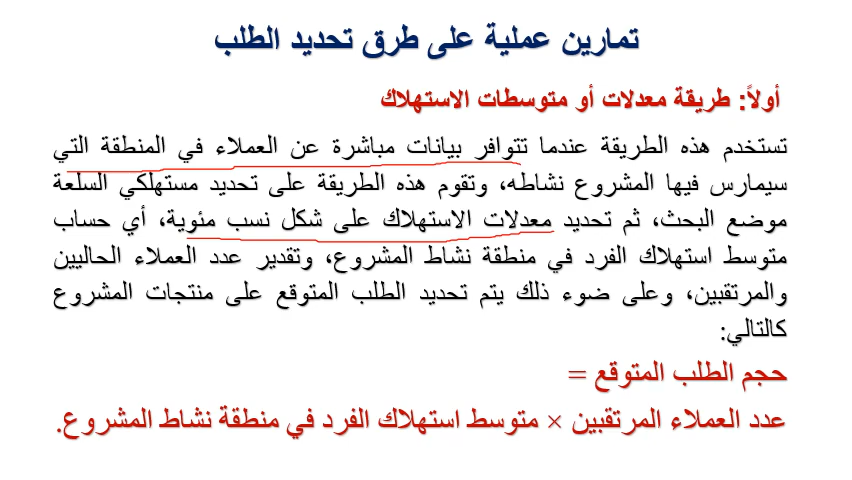 تمارين عملية على طرق تحديد الطلب
أولاً: طريقة معدلات أو متوسطات الاستهلاك
تستخدم هذه الطريقة عندما تتوافر بيانات مباشرة عن العملاء في المنطقة التي
سيمارس فيها المشروع نشاطه، وتقوم هذه الطريقة على تحديد مستهلكي السلعة
موضع البحث، ثم تحديد معدلات الاستهلاك على شكل نسب مئوية، أي حساب
متوسط استهلاك الفرد في منطقة نشاط المشروع، وتقدير عدد العملاء الحاليين
والمرتقبين، وعلى ضوء ذلك يتم تحديد الطلب المتوقع على منتجات المشروع
كالتالي:
حجم الطلب المتوقع =
عدد العملاء المرتقبين × متوسط استهلاك الفرد في منطقة نشاط المشروع.